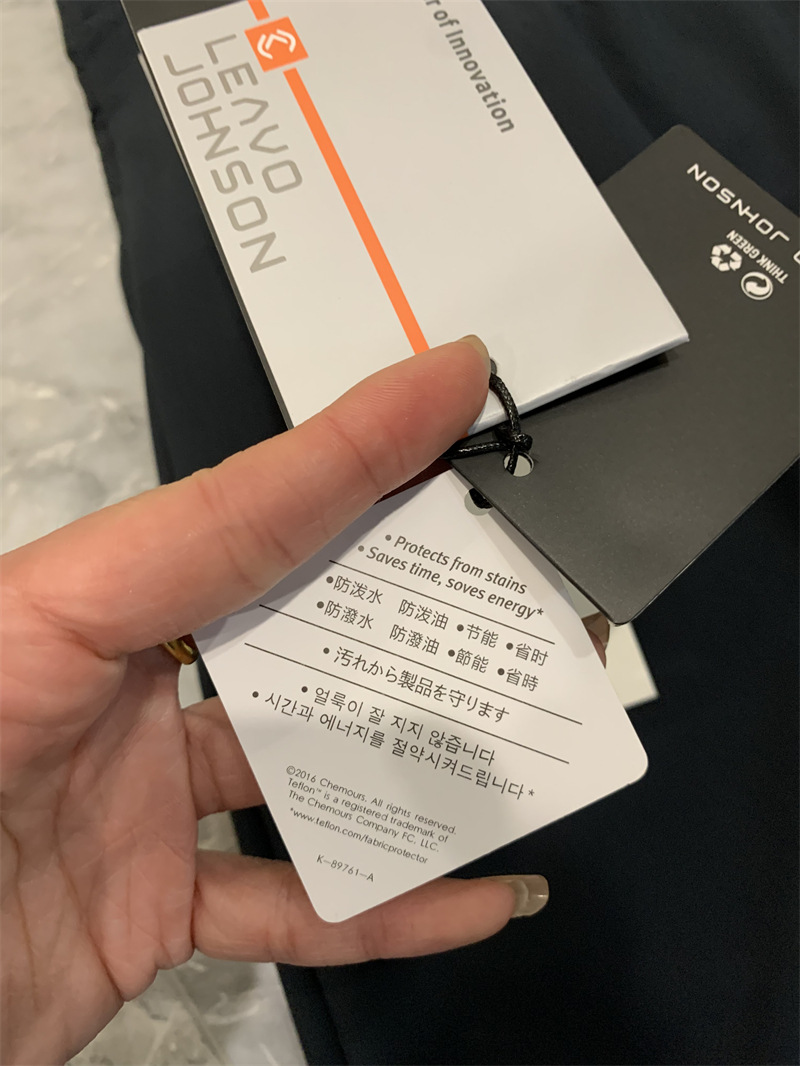 LEAVO
JOHNSON
r of Innovation
JOHNSON
THINK GREEN
• Protects from stains
• Saves time, soves energy*
•防泼水 防泼油 •节能 •省时
•防潑水 防潑油 •節能 •省時
• 汚れから製品を守ります
• 얼룩이 잘 지지 않습니다
• 시간과 에너지를 절약시켜드립니다*
©2016 Chemours. All rights reserved.
Teflon™ is a registered trademark of
The Chemours Company FC, LLC.
*www.teflon.com/fabricprotector
K-89761-A